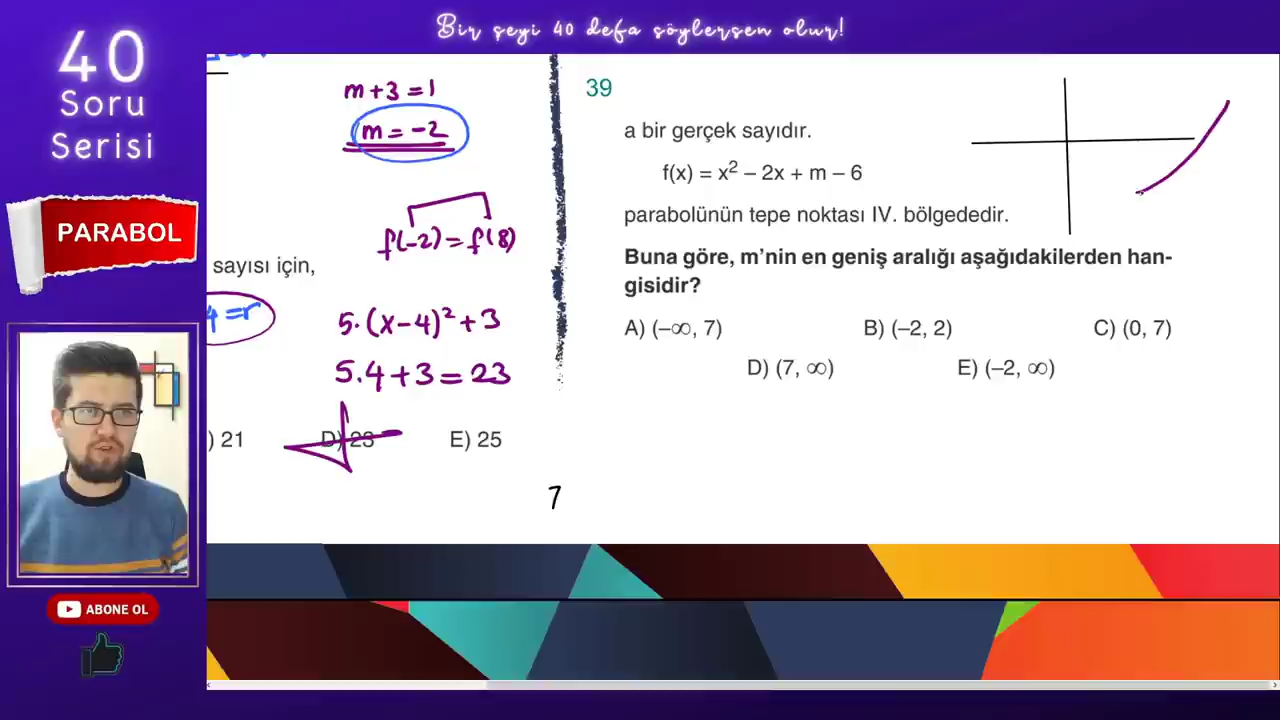 Bir şeyi 40 defa söylersen olur!
40
Soru
Serisi
PARABOL
ABONE OL
m+3=1
m=-2
f(-2)=f(8)
sayısı için,
4=r
5.(x-4)²+3
5.4+3=23
) 21
D) 23
E) 25
7
39
a bir gerçek sayıdır.
f(x) = x² – 2x + m – 6
parabolünün tepe noktası IV. bölgededir.
Buna göre, m’nin en geniş aralığı aşağıdakilerden han-
gisidir?
A) (–∞, 7)
B) (–2, 2)
C) (0, 7)
D) (7, ∞)
E) (–2, ∞)